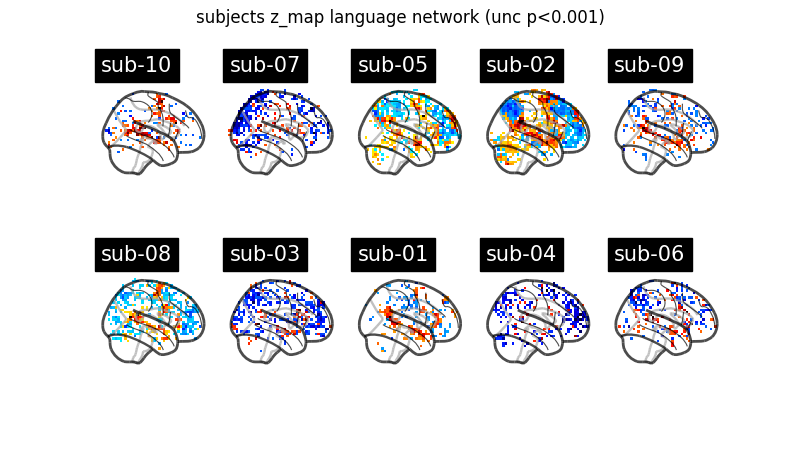 subjects z_map language network (unc p<0.001)
sub-10 sub-07 sub-05 sub-02 sub-09
sub-08 sub-03 sub-01 sub-04 sub-06